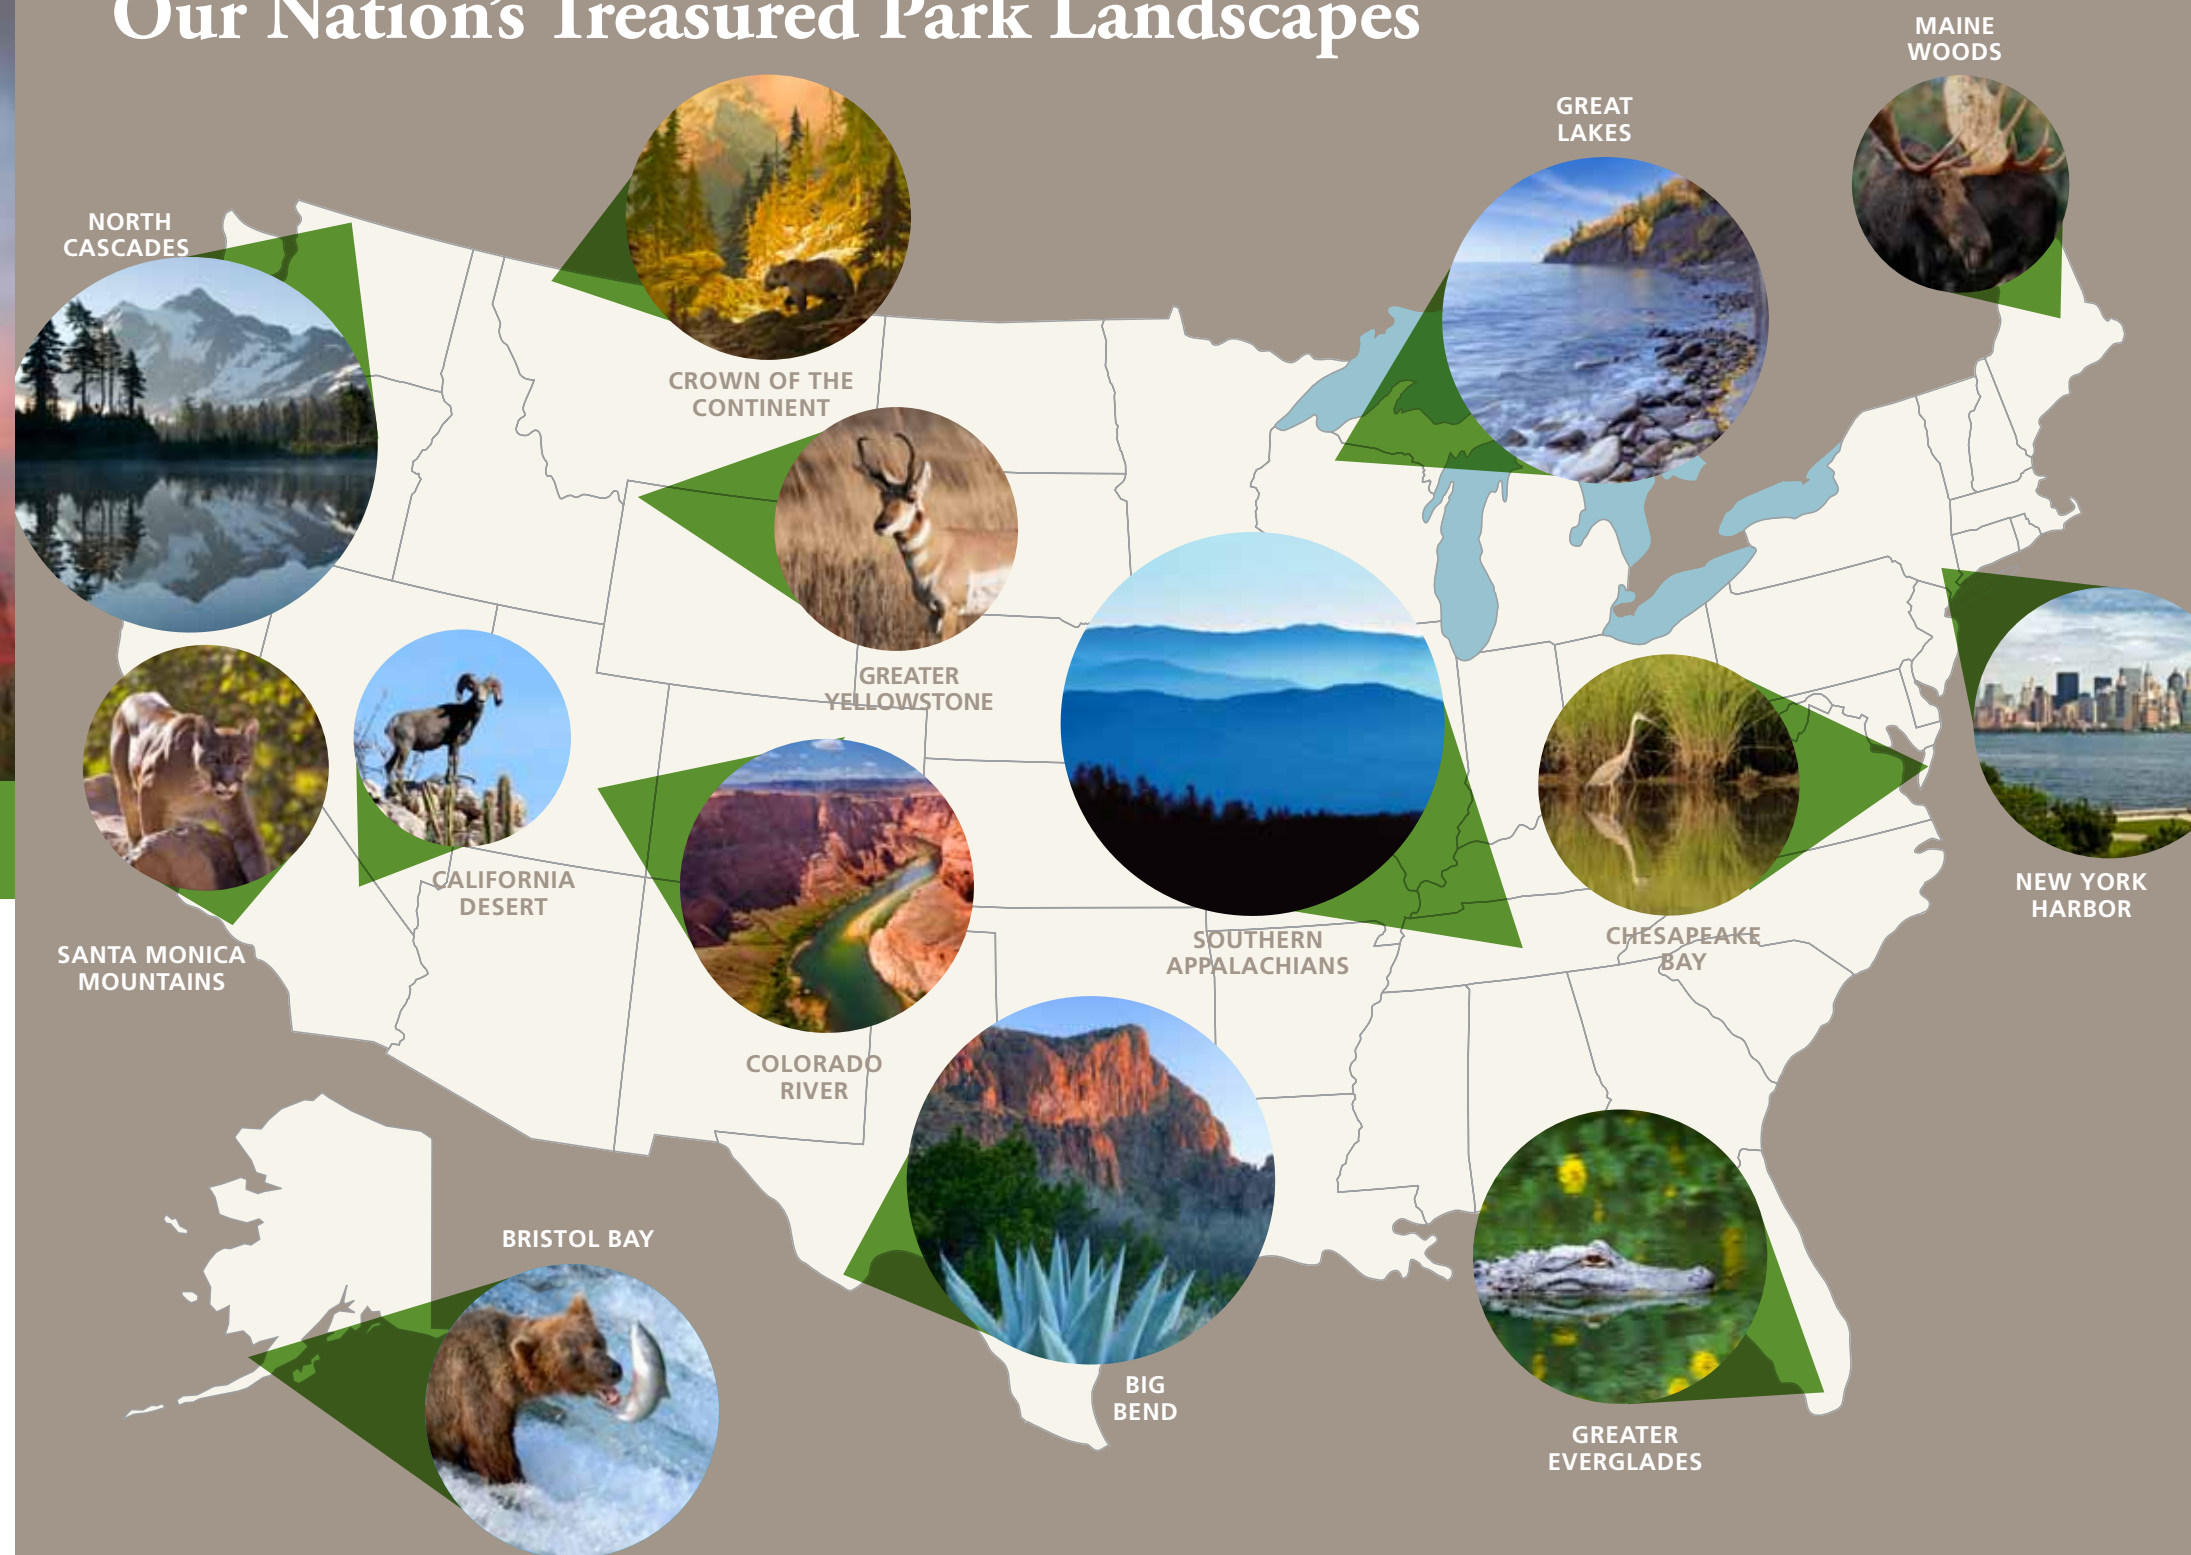 Our Nation's Treasured Park Landscapes
MAINE
WOODS
GREAT
LAKES
NORTH
CASCADES
CROWN OF THE
CONTINENT
GREATER
YELLOWSTONE
CALIFORNIA
DESERT
NEW YORK
HARBOR
SOUTHERN
APPALACHIANS
CHESAPEAKE
BAY
SANTA MONICA
MOUNTAINS
COLORADO
RIVER
BRISTOL BAY
BIG
BEND
GREATER
EVERGLADES